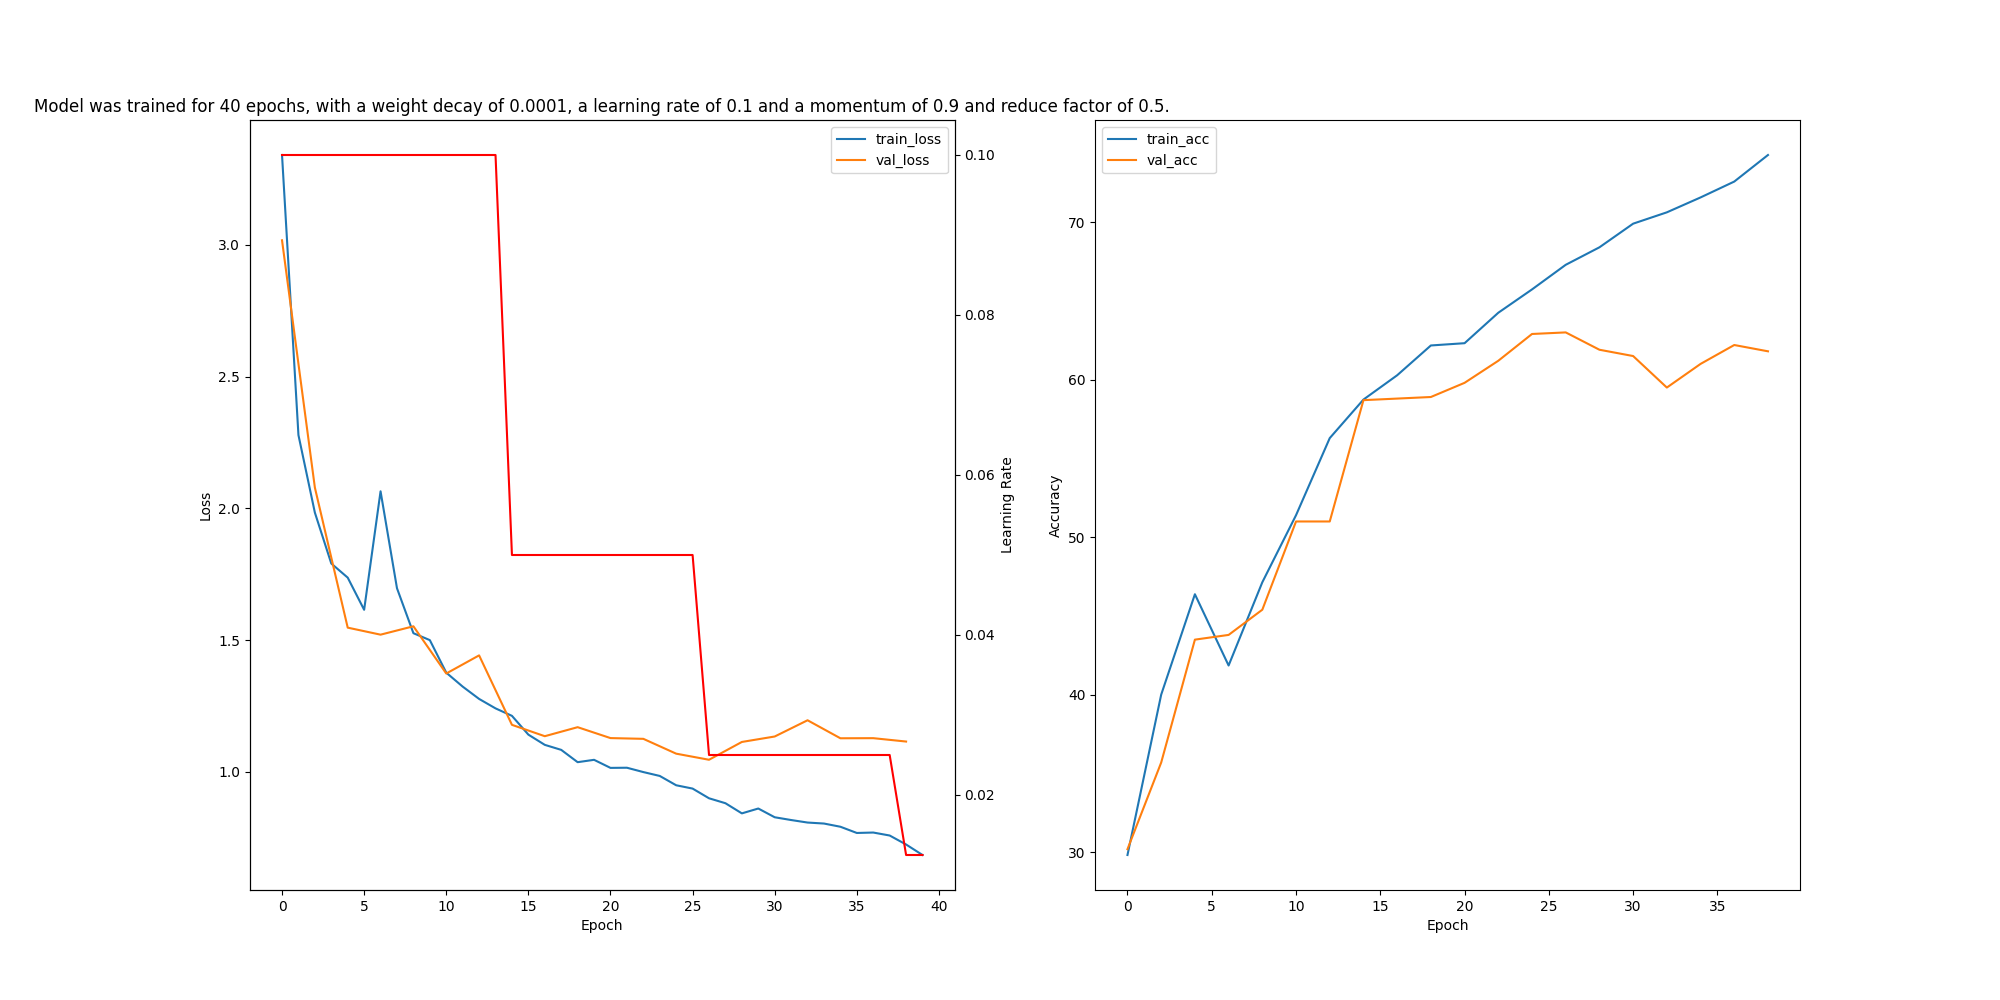 Model was trained for 40 epochs, with a weight decay of 0.0001, a learning rate of 0.1 and a momentum of 0.9 and reduce factor of 0.5.
train_loss
val_loss
3.0
2.5
2.0
1.5
1.0
Loss
0.10
0.08
0.06
0.04
0.02
Learning Rate
0 5 10 15 20 25 30 35 40
Epoch
train_acc
val_acc
70
60
50
40
30
Accuracy
0 5 10 15 20 25 30 35
Epoch